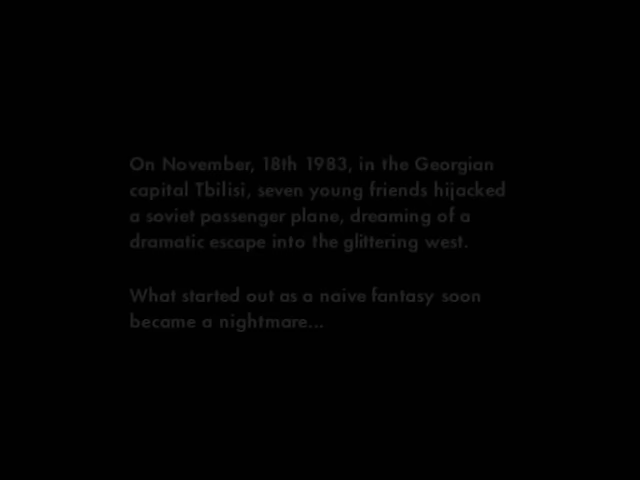 On November, 18th 1983, in the Georgian
capital Tbilisi, seven young friends hijacked
a soviet passenger plane, dreaming of a
dramatic escape into the glittering west.
What started out as a naive fantasy soon
became a nightmare...